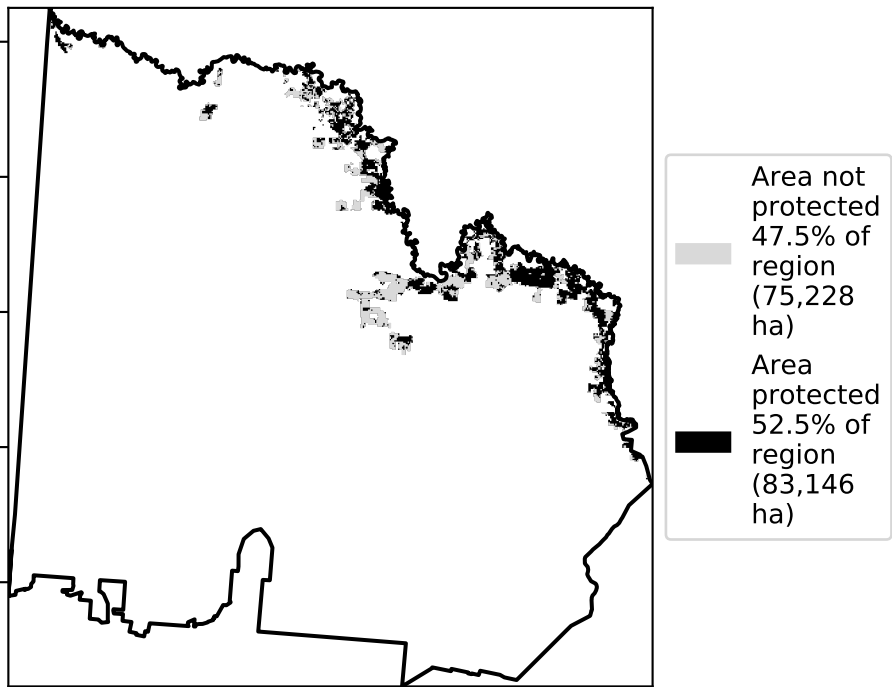 Area not
protected
47.5% of
region
(75,228
ha)
Area
protected
52.5% of
region
(83,146
ha)